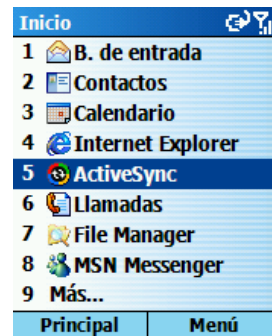 Inicio
1 B. de entrada
2 Contactos
3 Calendario
4 Internet Explorer
5 ActiveSync
6 Llamadas
7 File Manager
8 MSN Messenger
9 Más...
Principal Menú